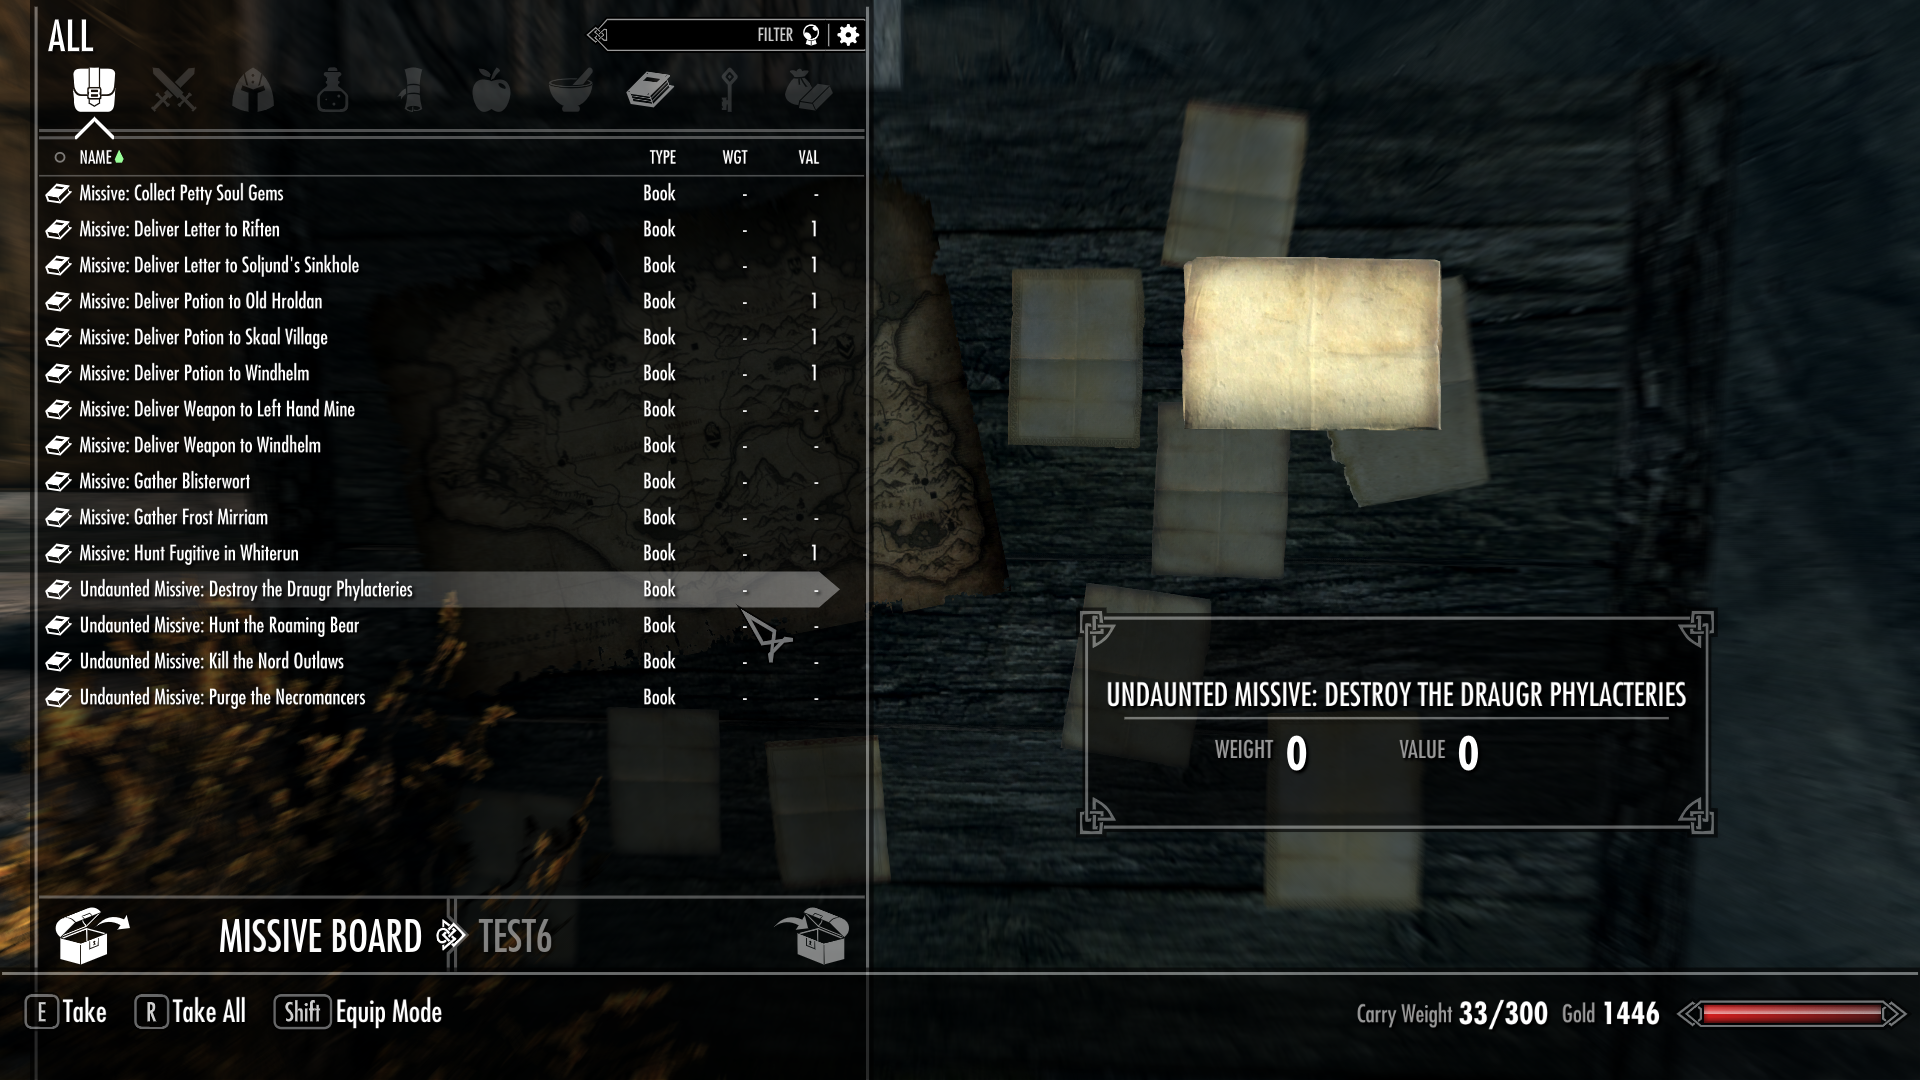 ALL
FILTER
NAME TYPE WGT VAL
Missive: Collect Petty Soul Gems Book - -
Missive: Deliver Letter to Riften Book - 1
Missive: Deliver Letter to Soljund's Sinkhole Book - 1
Missive: Deliver Potion to Old Hroldan Book - 1
Missive: Deliver Potion to Skaal Village Book - 1
Missive: Deliver Potion to Windhelm Book - 1
Missive: Deliver Weapon to Left Hand Mine Book - -
Missive: Deliver Weapon to Windhelm Book - -
Missive: Gather Blisterwort Book - -
Missive: Gather Frost Mirriam Book - -
Missive: Hunt Fugitive in Whiterun Book - 1
Undaunted Missive: Destroy the Draugr Phylacteries Book - -
Undaunted Missive: Hunt the Roaming Bear Book - -
Undaunted Missive: Kill the Nord Outlaws Book - -
Undaunted Missive: Purge the Necromancers Book - -
UNDAUNTED MISSIVE: DESTROY THE DRAUGR PHYLACTERIES
WEIGHT 0 VALUE 0
MISSIVE BOARD TEST6
E Take R Take All Shift Equip Mode
Carry Weight 33/300 Gold 1446